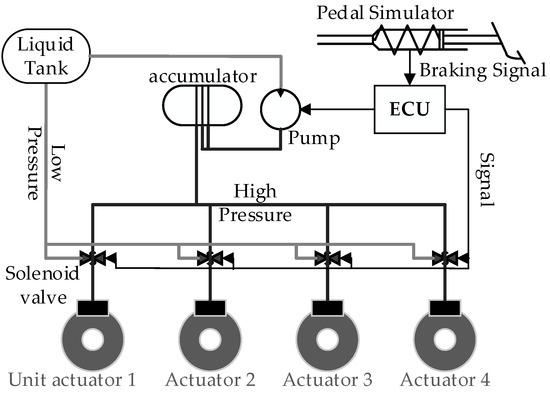 Pedal Simulator
Liquid
Tank
accumulator
Braking Signal
ECU
Pump
Low
Pressure
Signal
High
Pressure
Solenoid
valve
Unit actuator 1
Actuator 2
Actuator 3
Actuator 4